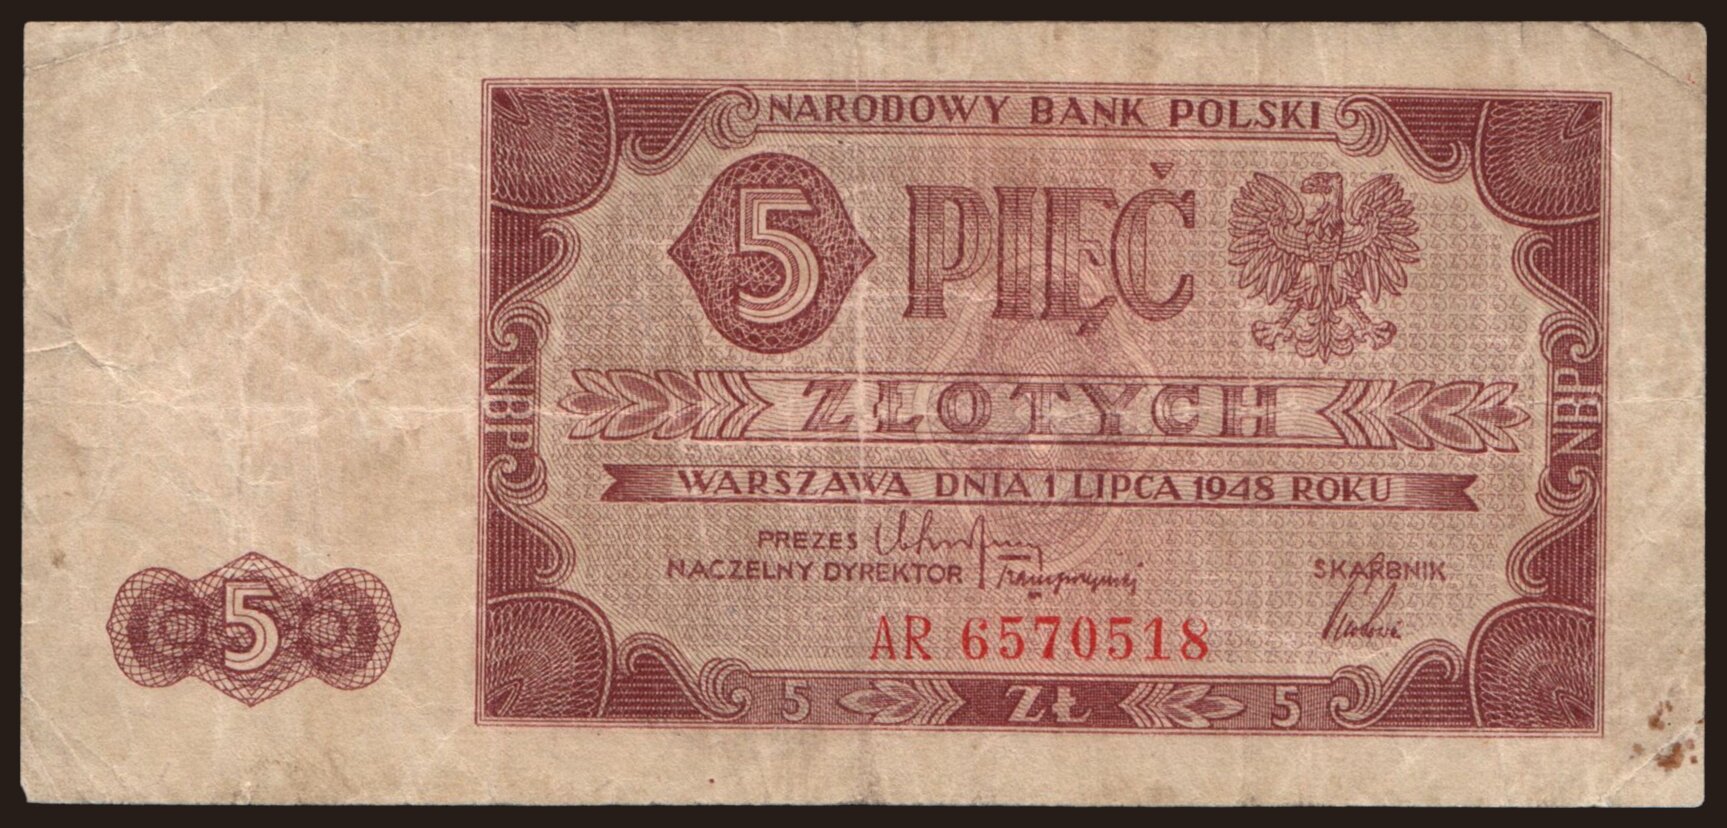 NARODOWY BANK POLSKI
5 PIĘĆ
ZŁOTYCH
NBP
NBP
WARSZAWA DNIA 1 LIPCA 1948 ROKU
PREZES
NACZELNY DYREKTOR
SKARBNIK
5
AR 6570518
5 ZŁ 5